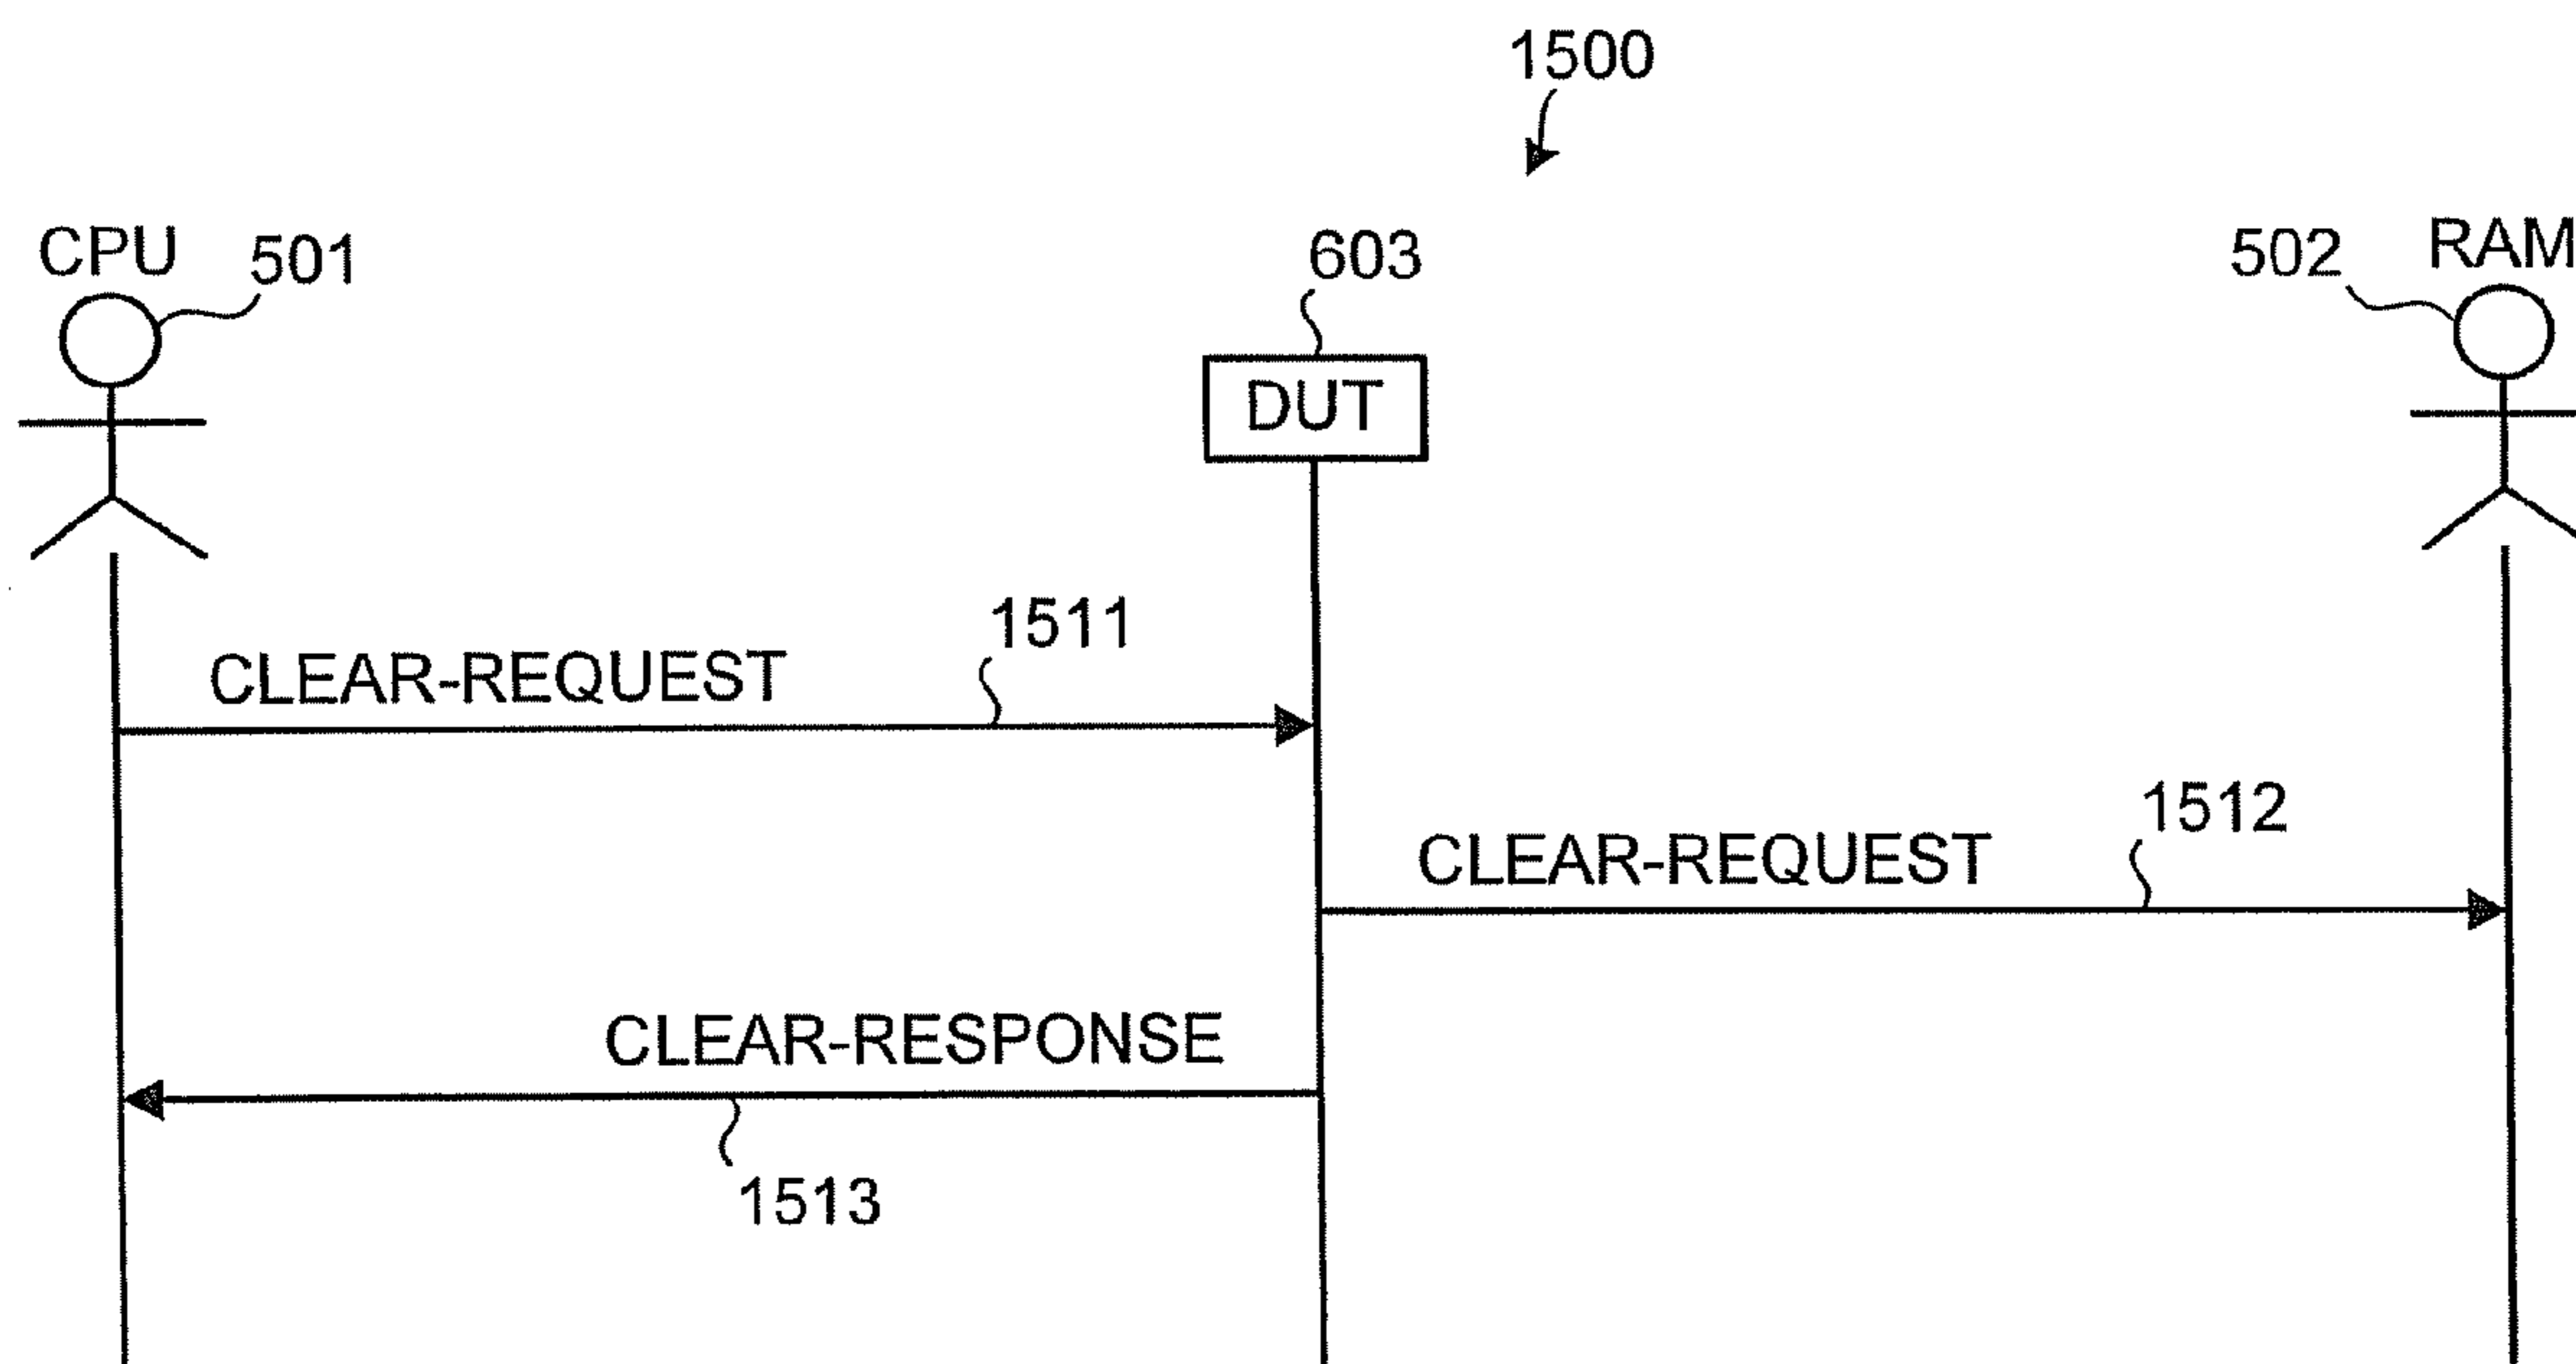 1500
CPU
501
603
502
RAM
DUT
1511
CLEAR-REQUEST
1512
CLEAR-REQUEST
CLEAR-RESPONSE
1513